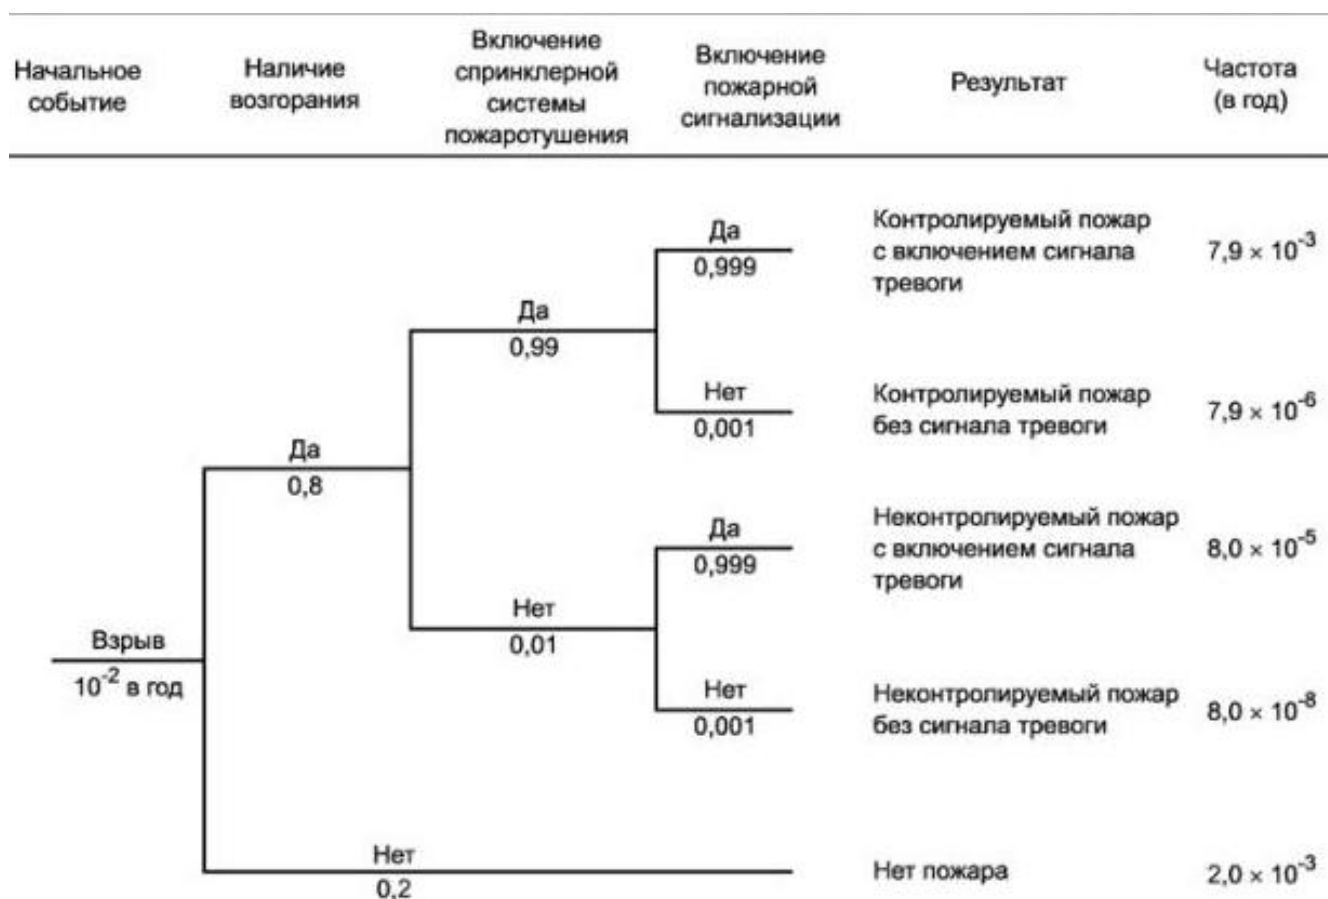 Начальное
событие
Наличие
возгорания
Включение
спринклерной
системы
пожаротушения
Включение
пожарной
сигнализации
Результат
Частота
(в год)
Да
0,999
Контролируемый пожар
с включением сигнала
тревоги
7,9 × 10⁻³
Да
0,99
Нет
0,001
Контролируемый пожар
без сигнала тревоги
7,9 × 10⁻⁶
Да
0,8
Да
0,999
Неконтролируемый пожар
с включением сигнала
тревоги
8,0 × 10⁻⁵
Нет
0,01
Взрыв
10⁻² в год
Нет
0,001
Неконтролируемый пожар
без сигнала тревоги
8,0 × 10⁻⁸
Нет
0,2
Нет пожара
2,0 × 10⁻³